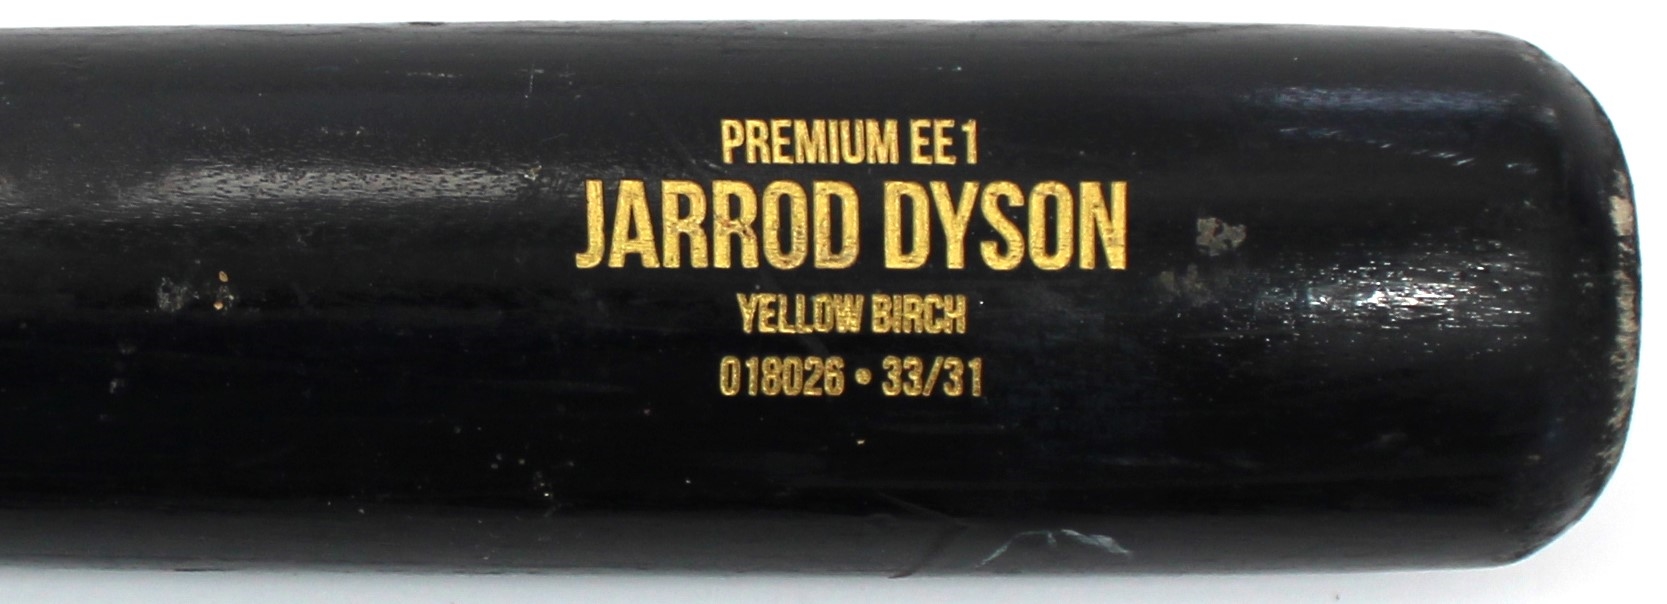 PREMIUM EE1
JARROD DYSON
YELLOW BIRCH
018026 • 33/31